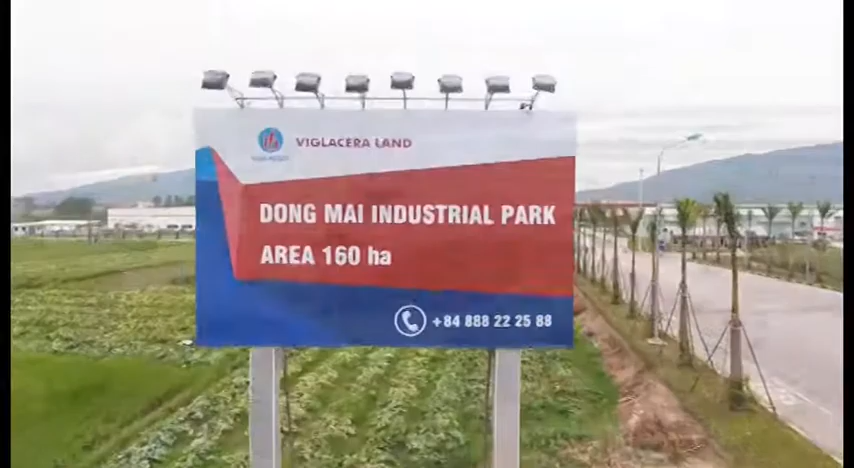 VIGLACERA LAND
DONG MAI INDUSTRIAL PARK
AREA 160 ha
+84 888 22 25 88